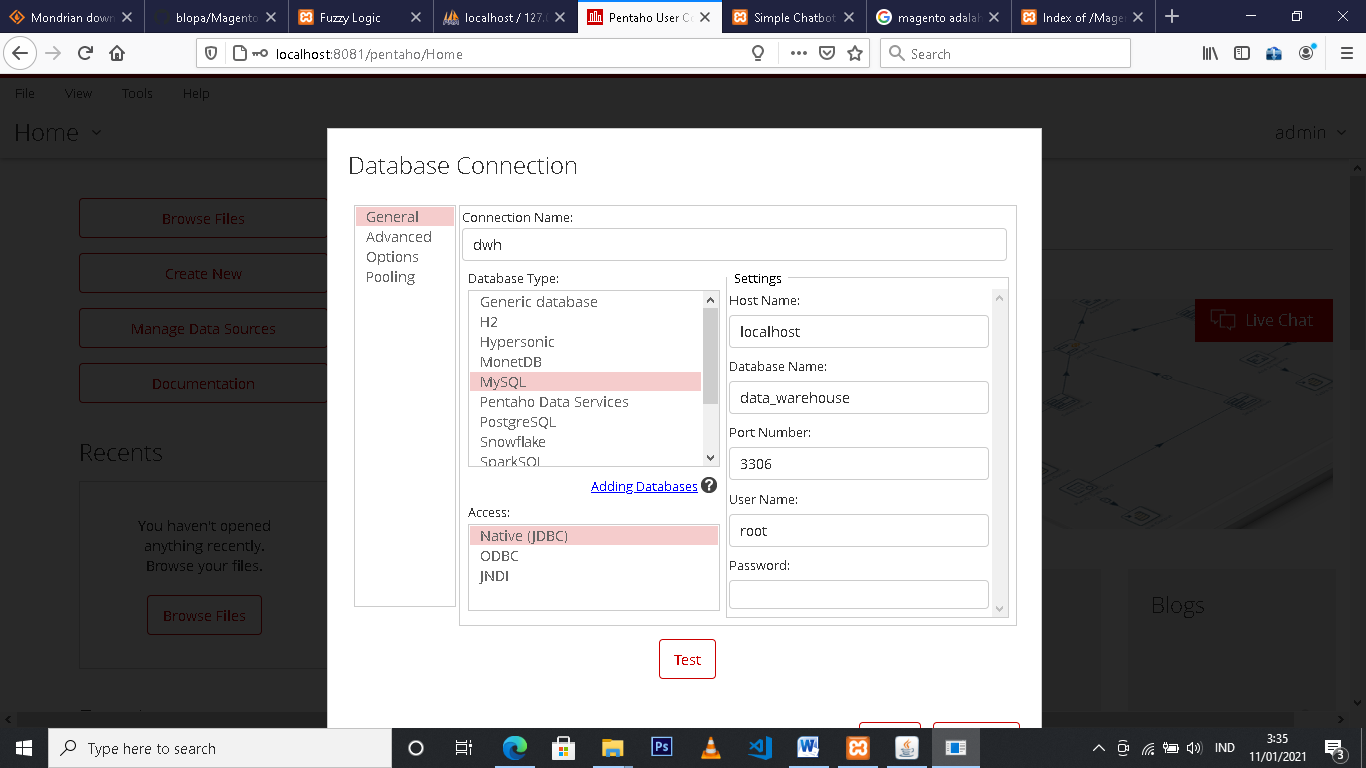 Mondrian down
blopa/Magento
Fuzzy Logic
localhost / 127.0
Pentaho User Co
Simple Chatbot
magento adalah
Index of /Mage
localhost:8081/pentaho/Home
Search
File View Tools Help
Home
admin
Browse Files
Create New
Manage Data Sources
Documentation
Recents
You haven't opened
anything recently.
Browse your files.
Browse Files
Live Chat
Blogs
Database Connection
General
Advanced
Options
Pooling
Connection Name:
dwh
Database Type:
Generic database
H2
Hypersonic
MonetDB
MySQL
Pentaho Data Services
PostgreSQL
Snowflake
SparkSQL
Adding Databases ?
Access:
Native (JDBC)
ODBC
JNDI
Settings
Host Name:
localhost
Database Name:
data_warehouse
Port Number:
3306
User Name:
root
Password:
Test
Type here to search
Ps
IND
3:35
11/01/2021
3